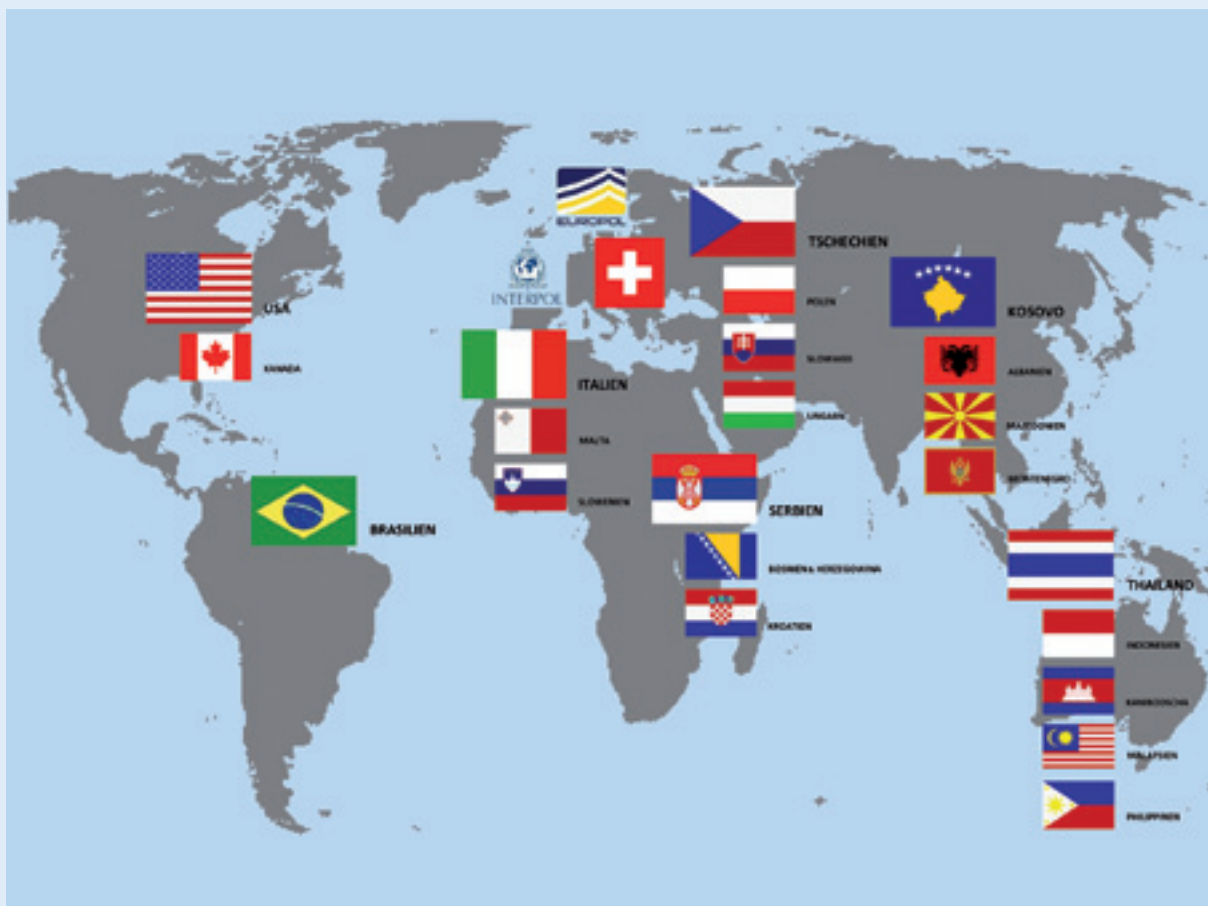 EUROPOL
INTERPOL
TSCHECHIEN
POLEN
SLOWAKEI
UNGARN
USA
KANADA
KOSOVO
ALBANIEN
MAZEDONIEN
MONTENEGRO
ITALIEN
MALTA
SLOWENIEN
SERBIEN
BOSNIEN & HERZEGOWINA
KROATIEN
BRASILIEN
THAILAND
INDONESIEN
KAMBODSCHA
MALAYSIEN
PHILIPPINEN